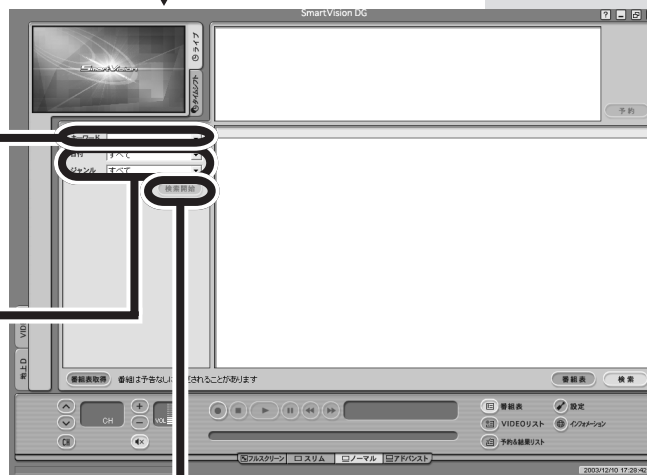 SmartVision DG
SmartVision
ライブ
タイムシフト
予約
キーワード
日付 すべて
ジャンル すべて
検索開始
地上D
番組表取得 番組は予告なしに されることがあります
番組表 検索
CH
VOL
番組表 設定
VIDEOリスト インフォメーション
予約&結果リスト
フルスクリーン スリム ノーマル アドバンスト
2003/12/10 17:28:42